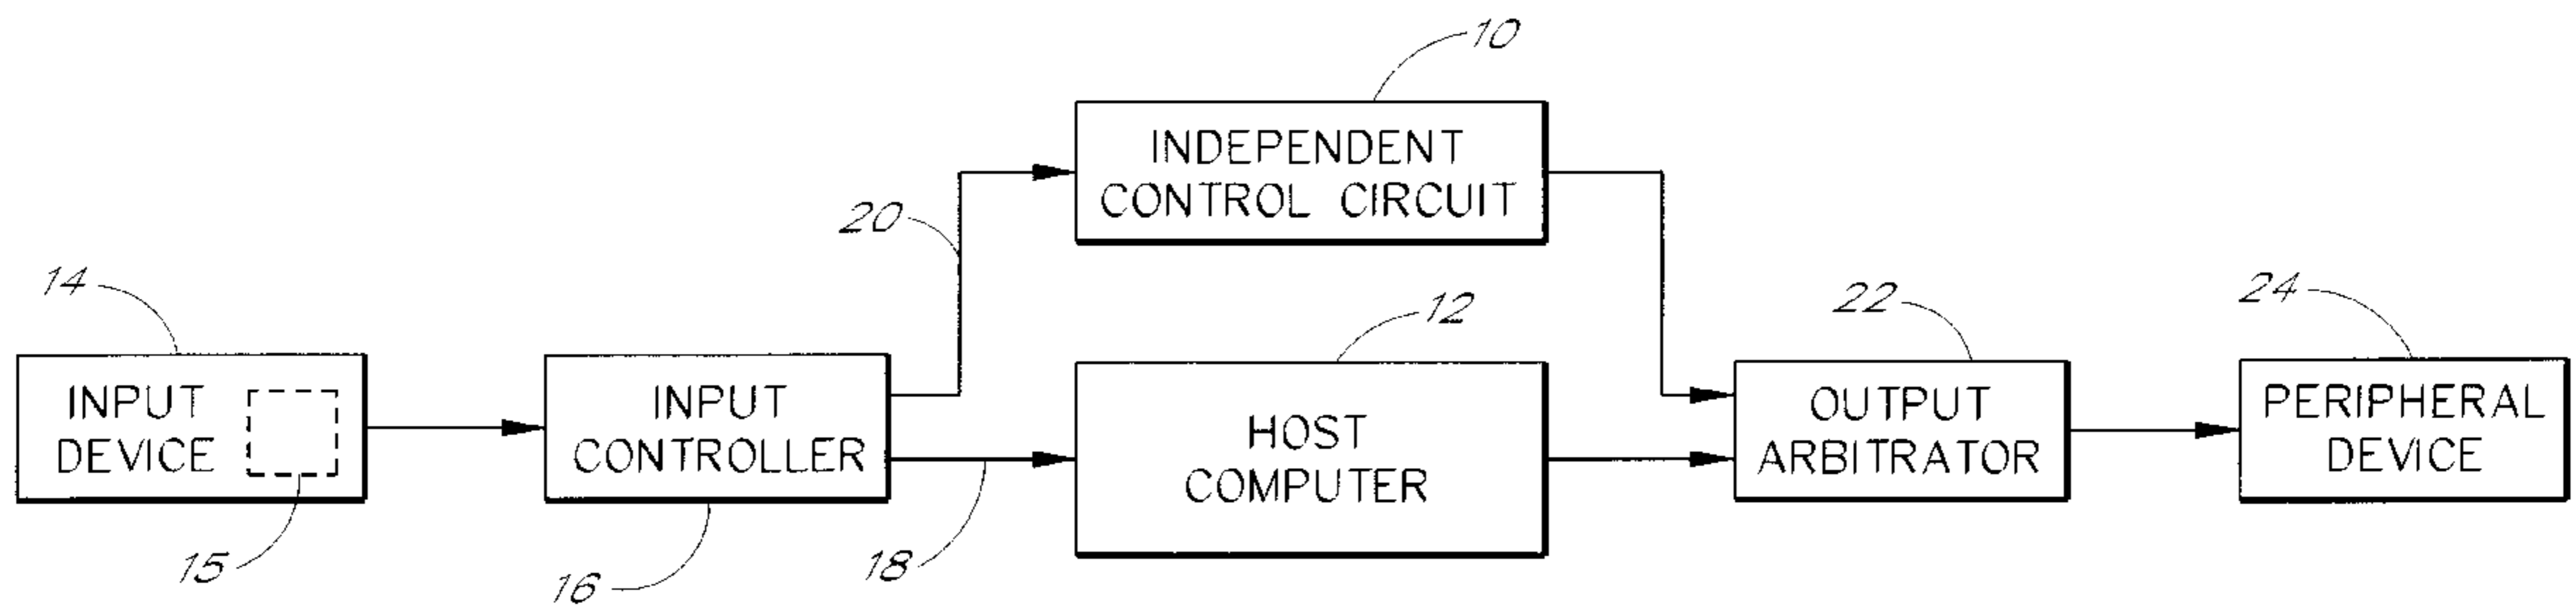 10
INDEPENDENT
CONTROL CIRCUIT
20
14
12
22
24
INPUT
DEVICE
INPUT
CONTROLLER
HOST
COMPUTER
OUTPUT
ARBITRATOR
PERIPHERAL
DEVICE
15
16
18